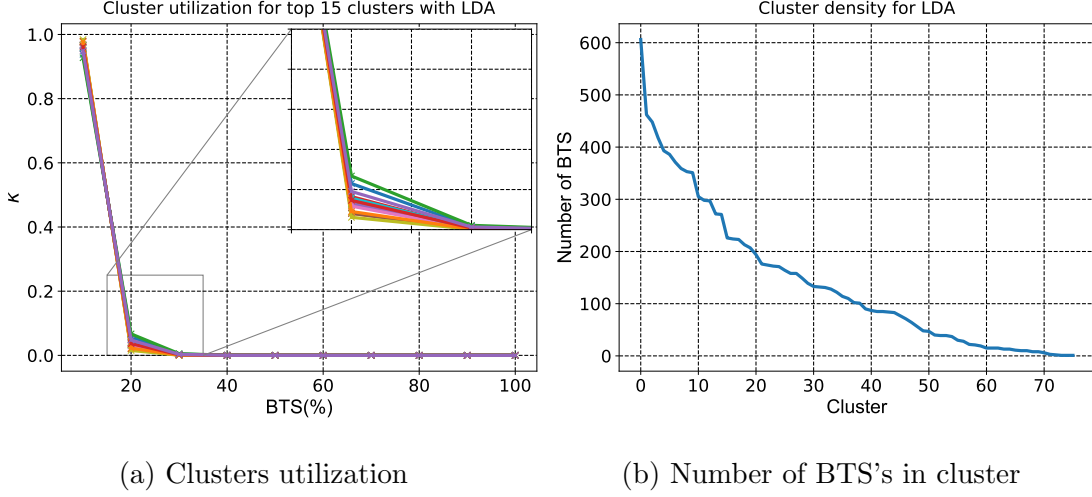 Cluster utilization for top 15 clusters with LDA
1.0
0.8
0.6
0.4
0.2
0.0
κ
20 40 60 80 100
BTS(%)
(a) Clusters utilization
Cluster density for LDA
600
500
400
300
200
100
0
Number of BTS
0 10 20 30 40 50 60 70
Cluster
(b) Number of BTS's in cluster